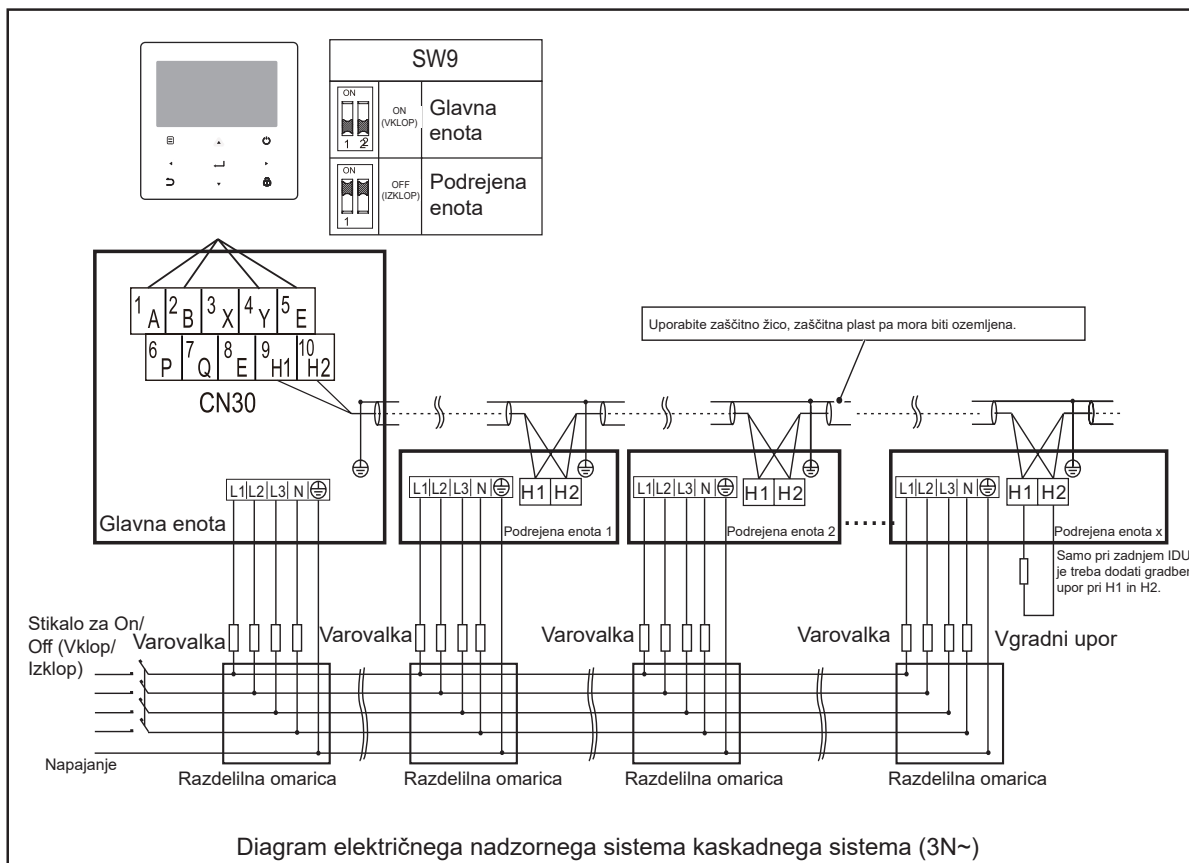 SW9
ON
1 2
ON
(VKLOP)
Glavna
enota
ON
1
OFF
(IZKLOP)
Podrejena
enota
1 A 2 B 3 X 4 Y 5 E
6 P 7 Q 8 E 9 H1 10 H2
CN30
Uporabite zaščitno žico, zaščitna plast pa mora biti ozemljena.
L1 L2 L3 N
Glavna enota
L1 L2 L3 N
H1 H2
Podrejena enota 1
L1 L2 L3 N
H1 H2
Podrejena enota 2
L1 L2 L3 N
H1 H2
Podrejena enota x
Samo pri zadnjem IDU
je treba dodati gradben
upor pri H1 in H2.
Stikalo za On/
Off (Vklop/
Izklop)
Varovalka
Varovalka
Varovalka
Varovalka
Vgradni upor
Napajanje
Razdelilna omarica
Razdelilna omarica
Razdelilna omarica
Razdelilna omarica
Diagram električnega nadzornega sistema kaskadnega sistema (3N~)